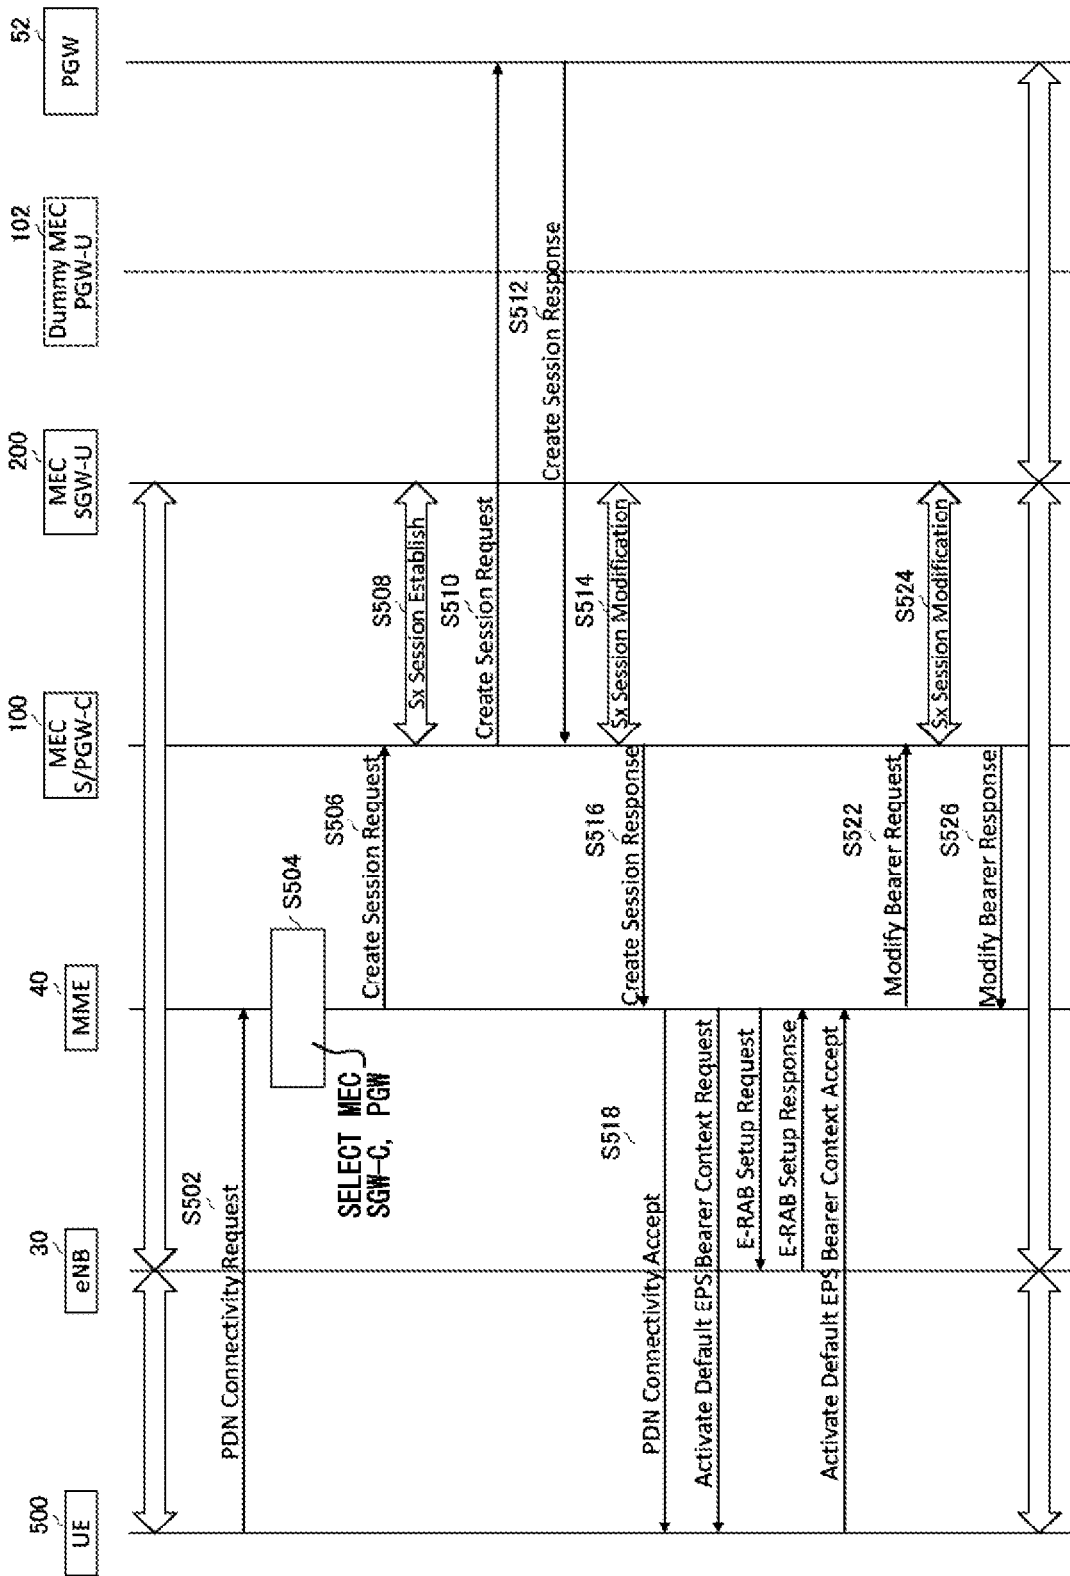 500
UE
30
eNB
40
MME
100
MEC
S/PGW-C
200
MEC
SGW-U
102
Dummy MEC
PGW-U
52
PGW
S502
PDN Connectivity Request
S504
SELECT MEC
SGW-C, PGW
S506
Create Session Request
S508
Sx Session Establish
S510
Create Session Request
S512
Create Session Response
S514
Sx Session Modification
S516
Create Session Response
S518
PDN Connectivity Accept
Activate Default EPS Bearer Context Request
E-RAB Setup Request
E-RAB Setup Response
Activate Default EPS Bearer Context Accept
S522
Modify Bearer Request
S524
Sx Session Modification
S526
Modify Bearer Response